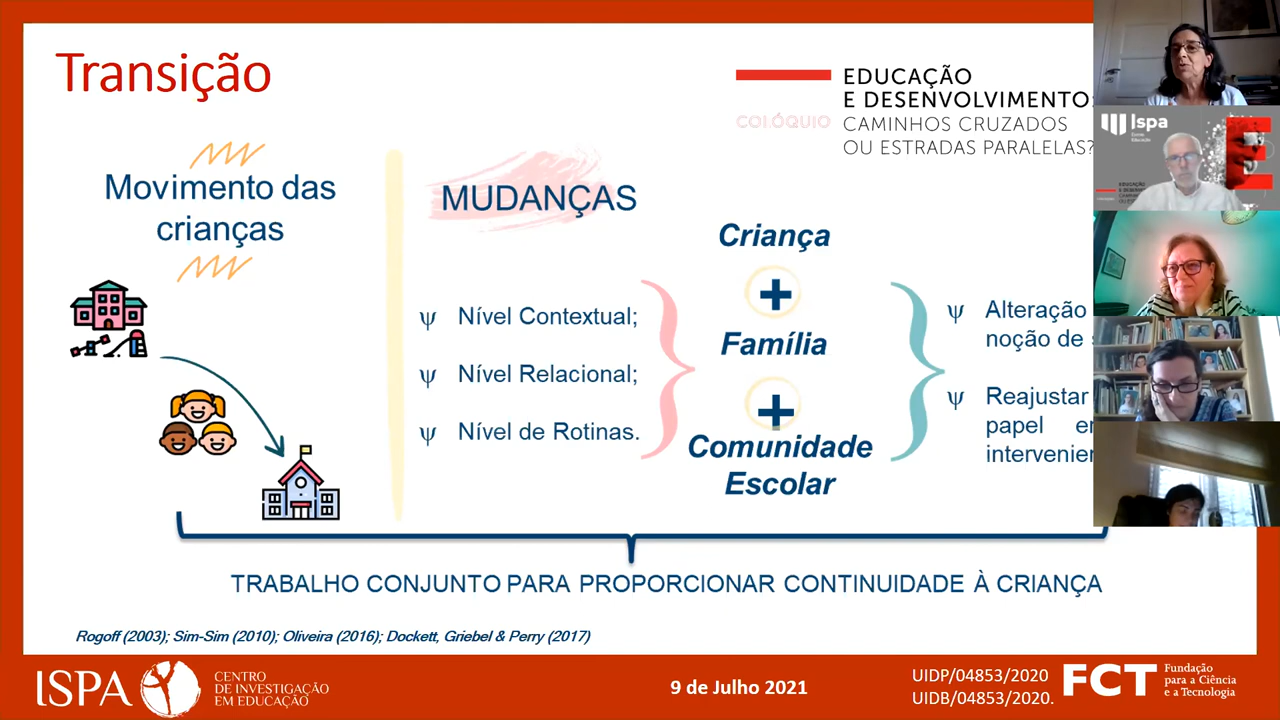 Transição
EDUCAÇÃO
E DESENVOLVIMENTO:
COLÓQUIO
CAMINHOS CRUZADOS
OU ESTRADAS PARALELAS?
Movimento das
crianças
MUDANÇAS
ψ Nível Contextual;
ψ Nível Relacional;
ψ Nível de Rotinas.
Criança
+
Família
+
Comunidade
Escolar
ψ Alteração
noção de
ψ Reajustar
papel
TRABALHO CONJUNTO PARA PROPORCIONAR CONTINUIDADE À CRIANÇA
Rogoff (2003); Sim-Sim (2010); Oliveira (2016); Dockett, Griebel & Perry (2017)
ISPA
CENTRO
DE INVESTIGAÇÃO
EM EDUCAÇÃO
9 de Julho 2021
UIDP/04853/2020
UIDB/04853/2020.
FCT
Fundação
para a Ciência
e a Tecnologia
Ispa
E